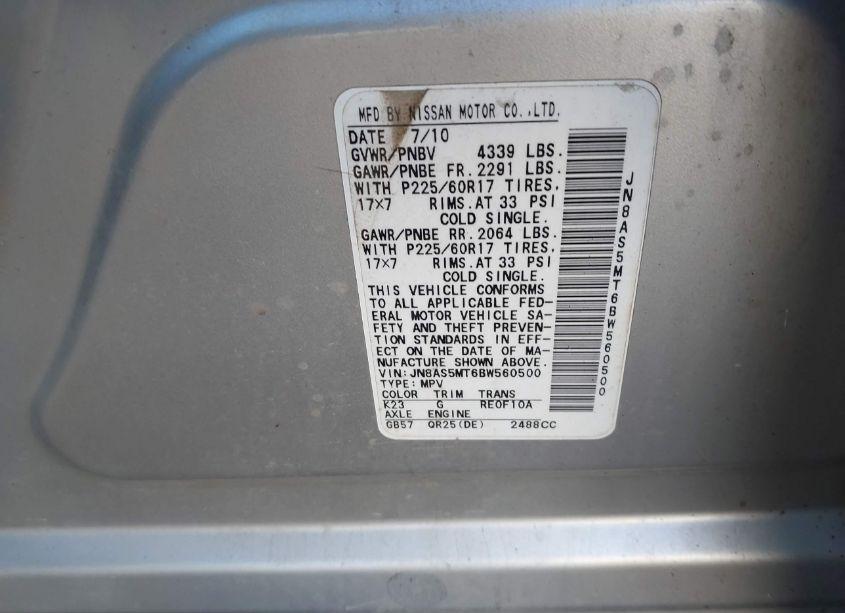 MFD BY NISSAN MOTOR CO.,LTD.
DATE 7/10
GVWR/PNBV 4339 LBS.
GAWR/PNBE FR. 2291 LBS.
WITH P225/60R17 TIRES,
17×7 RIMS.AT 33 PSI
COLD SINGLE.
GAWR/PNBE RR. 2064 LBS.
WITH P225/60R17 TIRES,
17×7 RIMS.AT 33 PSI
COLD SINGLE.
THIS VEHICLE CONFORMS
TO ALL APPLICABLE FED-
ERAL MOTOR VEHICLE SA-
FETY AND THEFT PREVEN-
TION STANDARDS IN EFF-
ECT ON THE DATE OF MA-
NUFACTURE SHOWN ABOVE.
VIN: JN8AS5MT6BW560500
TYPE: MPV
COLOR TRIM TRANS
K23 G RE0F10A
AXLE ENGINE
GB57 QR25(DE) 2488CC
JN8AS5MT6BW560500